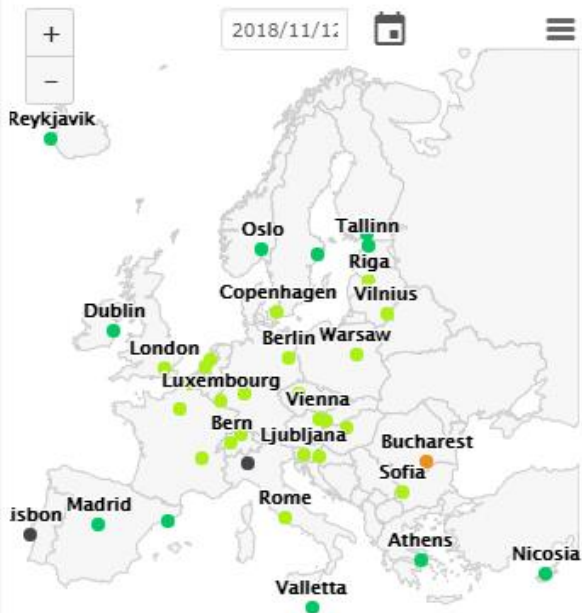 +
2018/11/12
−
Reykjavik
Oslo
Tallinn
Riga
Copenhagen
Vilnius
Dublin
London
Berlin
Warsaw
Luxembourg
Vienna
Bern
Ljubljana
Bucharest
Sofia
isbon
Madrid
Rome
Athens
Nicosia
Valletta